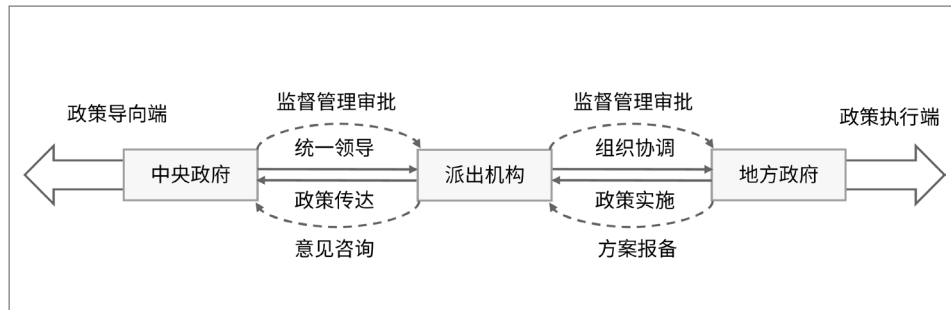 监督管理审批
监督管理审批
政策导向端
政策执行端
统一领导
组织协调
中央政府
派出机构
地方政府
政策传达
政策实施
意见咨询
方案报备